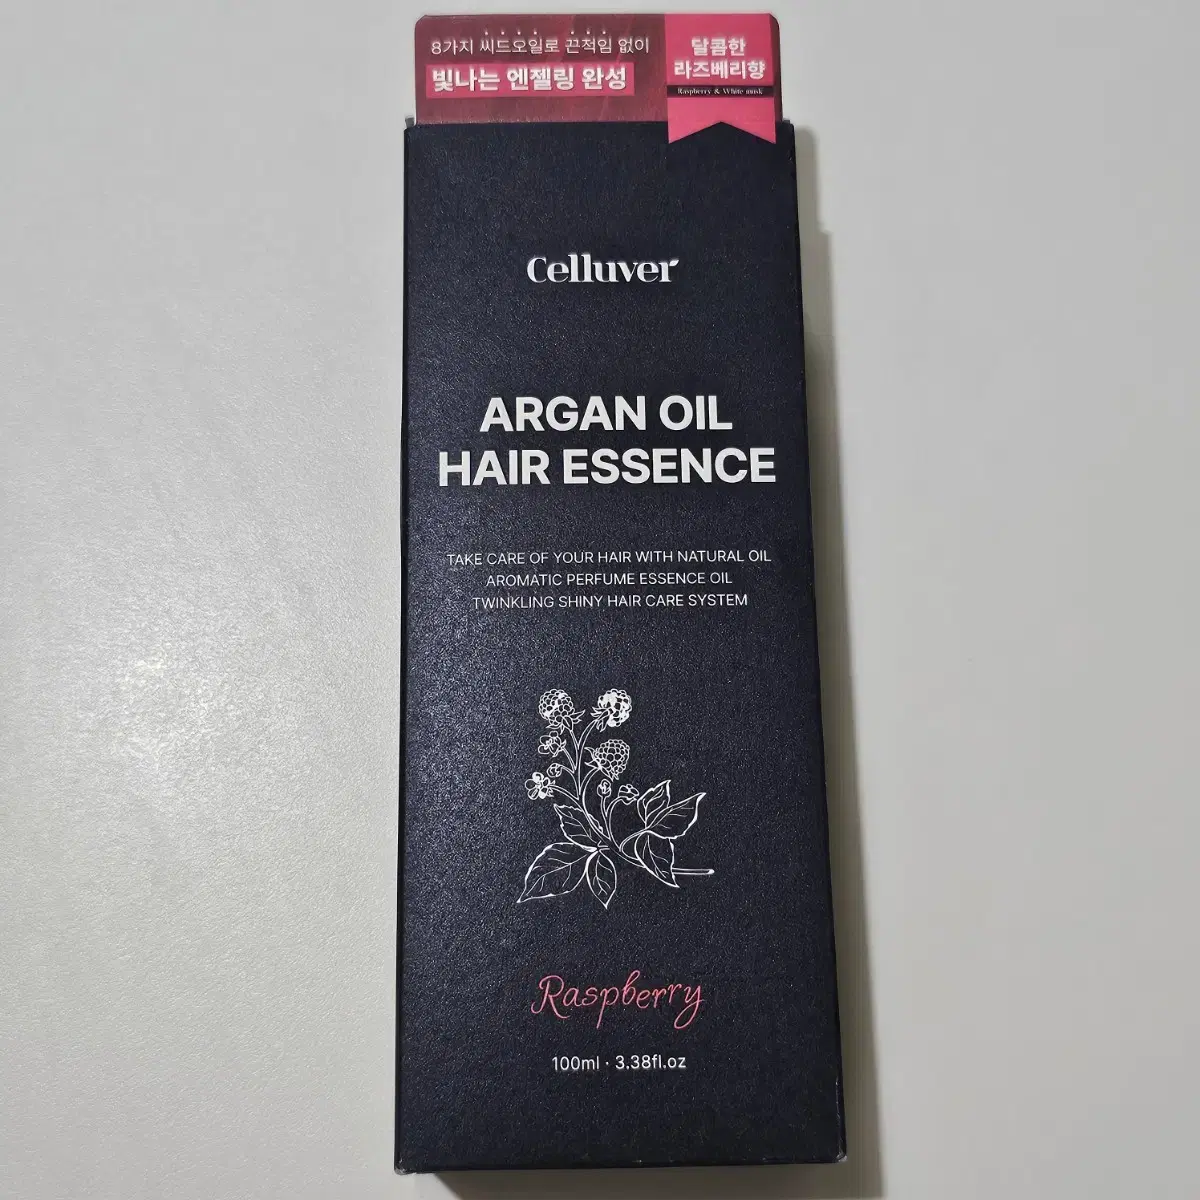 8가지 씨드오일로 끈적임 없이
빛나는 엔젤링 완성
달콤한
라즈베리향
Raspberry & White musk
Celluver
ARGAN OIL
HAIR ESSENCE
TAKE CARE OF YOUR HAIR WITH NATURAL OIL
AROMATIC PERFUME ESSENCE OIL
TWINKLING SHINY HAIR CARE SYSTEM
Raspberry
100ml · 3.38fl.oz